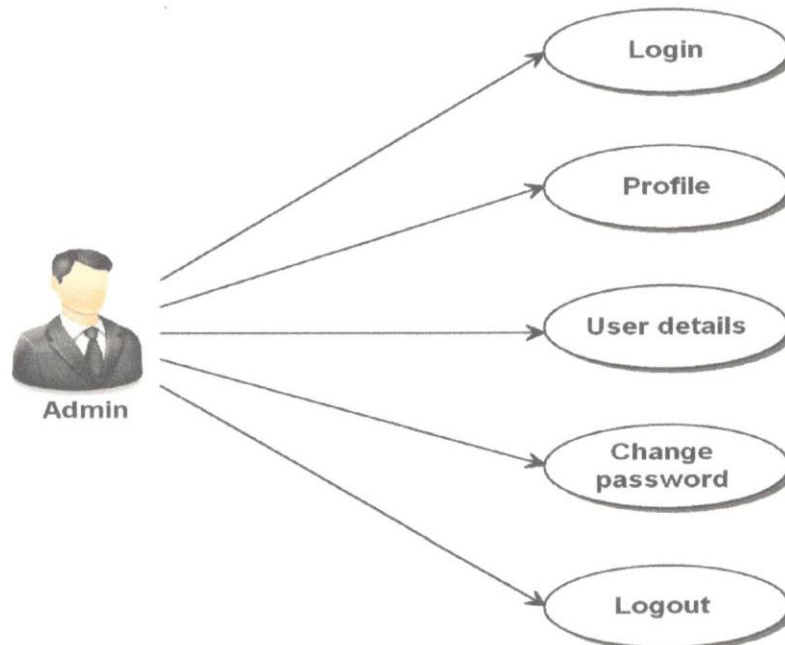 Login
Profile
User details
Admin
Change
password
Logout